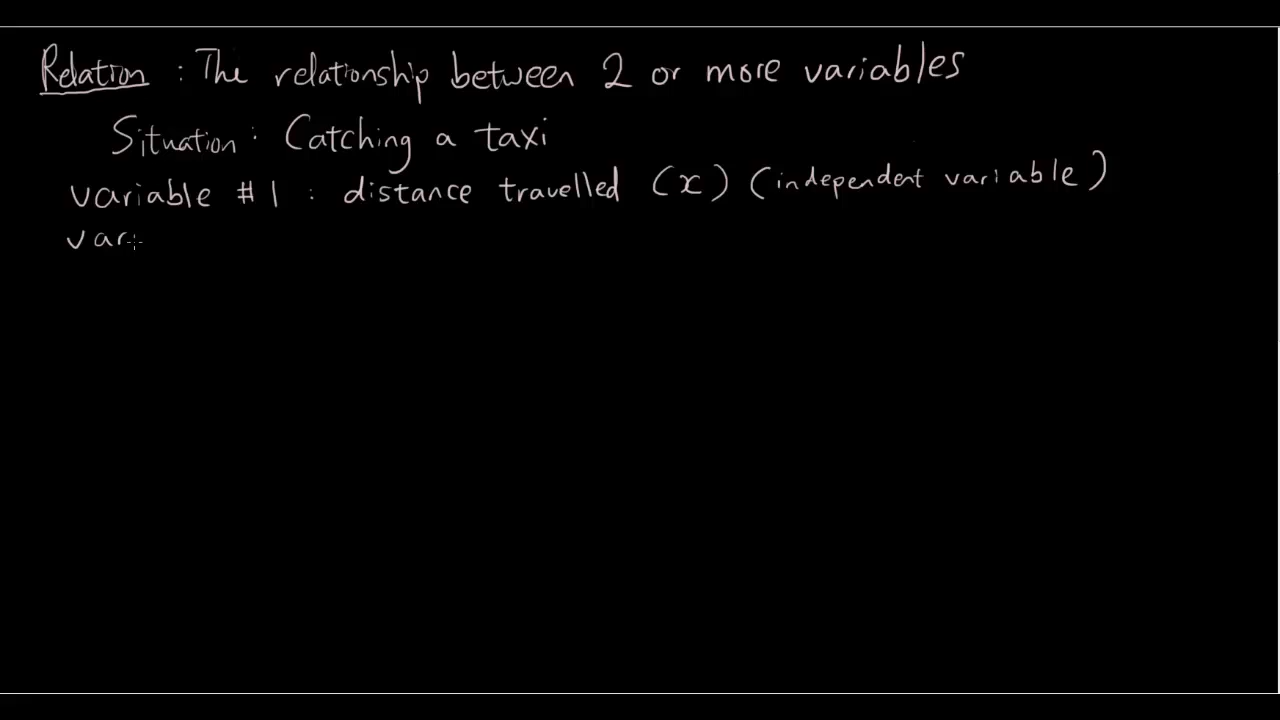 Relation : The relationship between 2 or more variables
Situation : Catching a taxi
variable #1 : distance travelled (x) (independent variable)
var